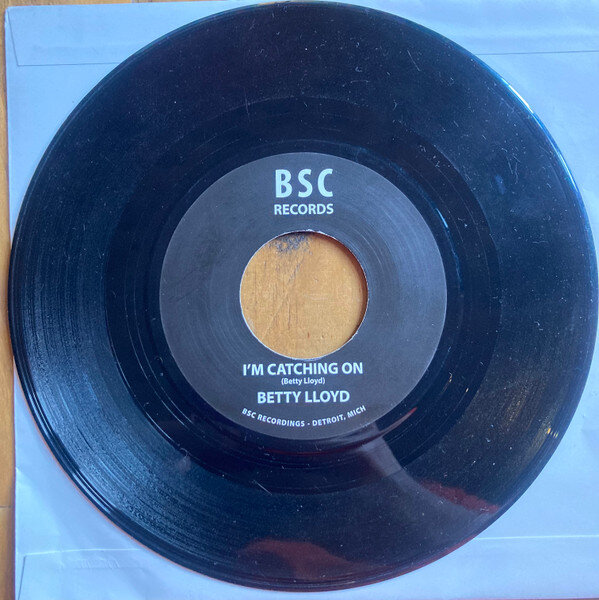 BSC
RECORDS
I'M CATCHING ON
(Betty Lloyd)
BETTY LLOYD
BSC RECORDINGS - DETROIT, MICH